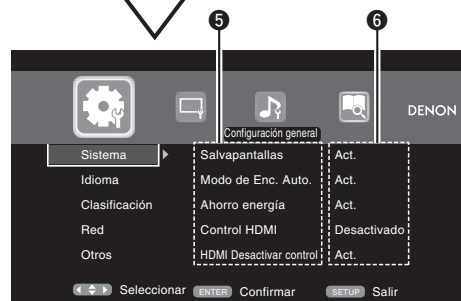 5 6
DENON
Configuración general
Sistema Salvapantallas Act.
Idioma Modo de Enc. Auto. Act.
Clasificación Ahorro energía Act.
Red Control HDMI Desactivado
Otros HDMI Desactivar control Act.
Seleccionar ENTER Confirmar SETUP Salir